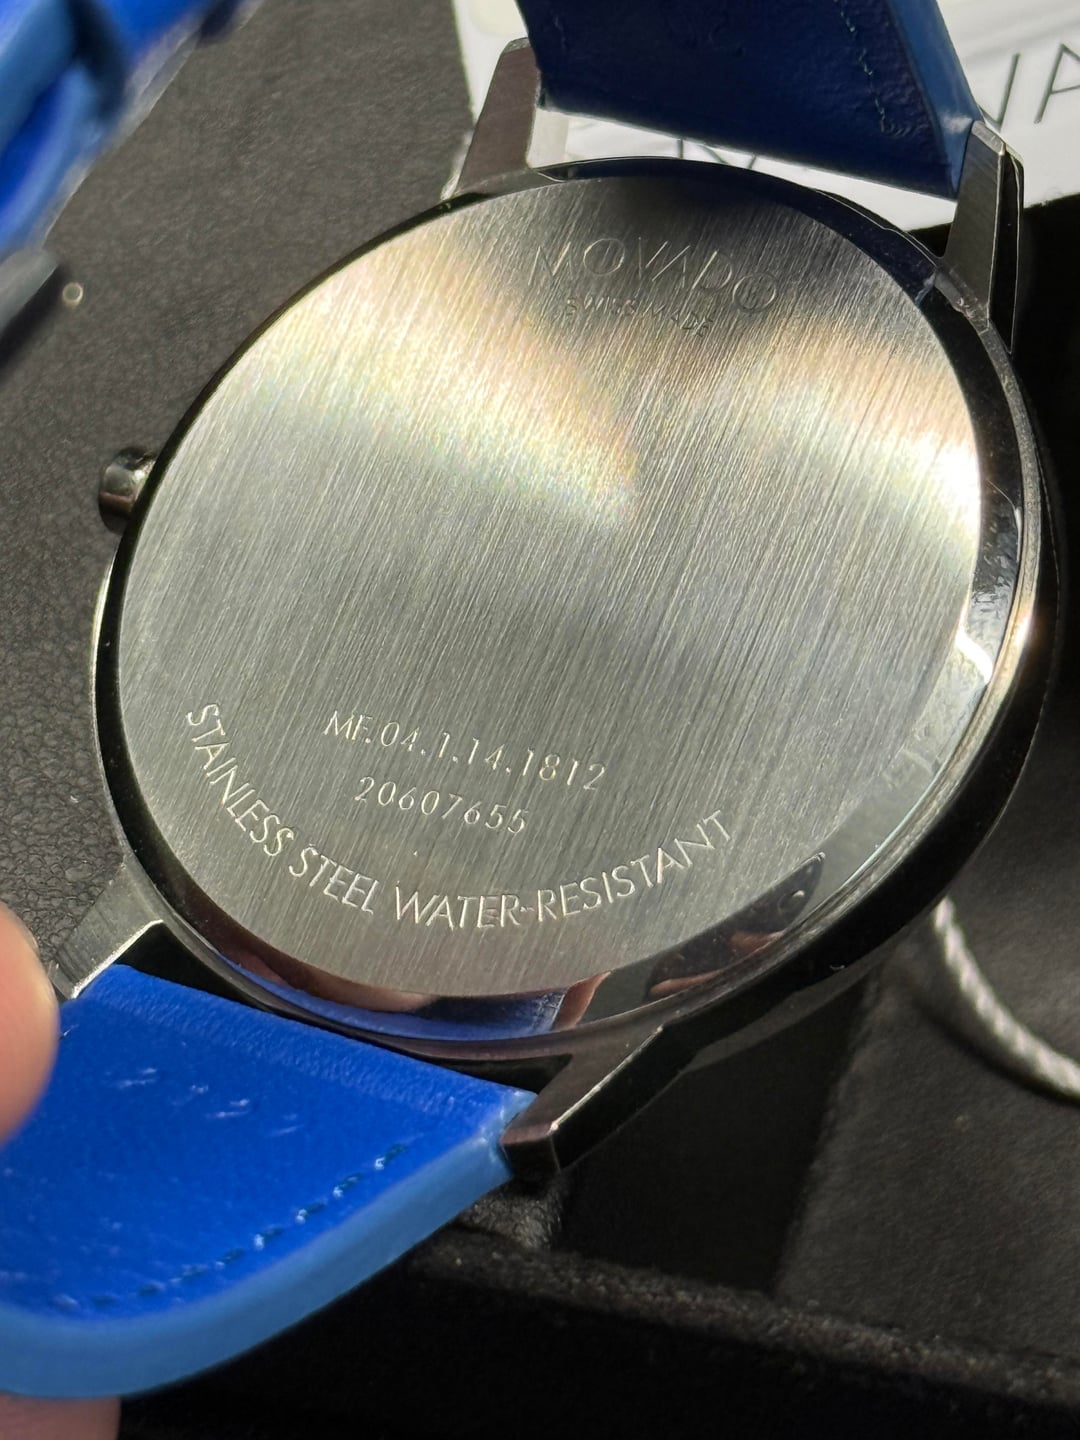 MOVADO®
SWISS MADE
MF.04.1.14.1812
20607655
STAINLESS STEEL WATER-RESISTANT